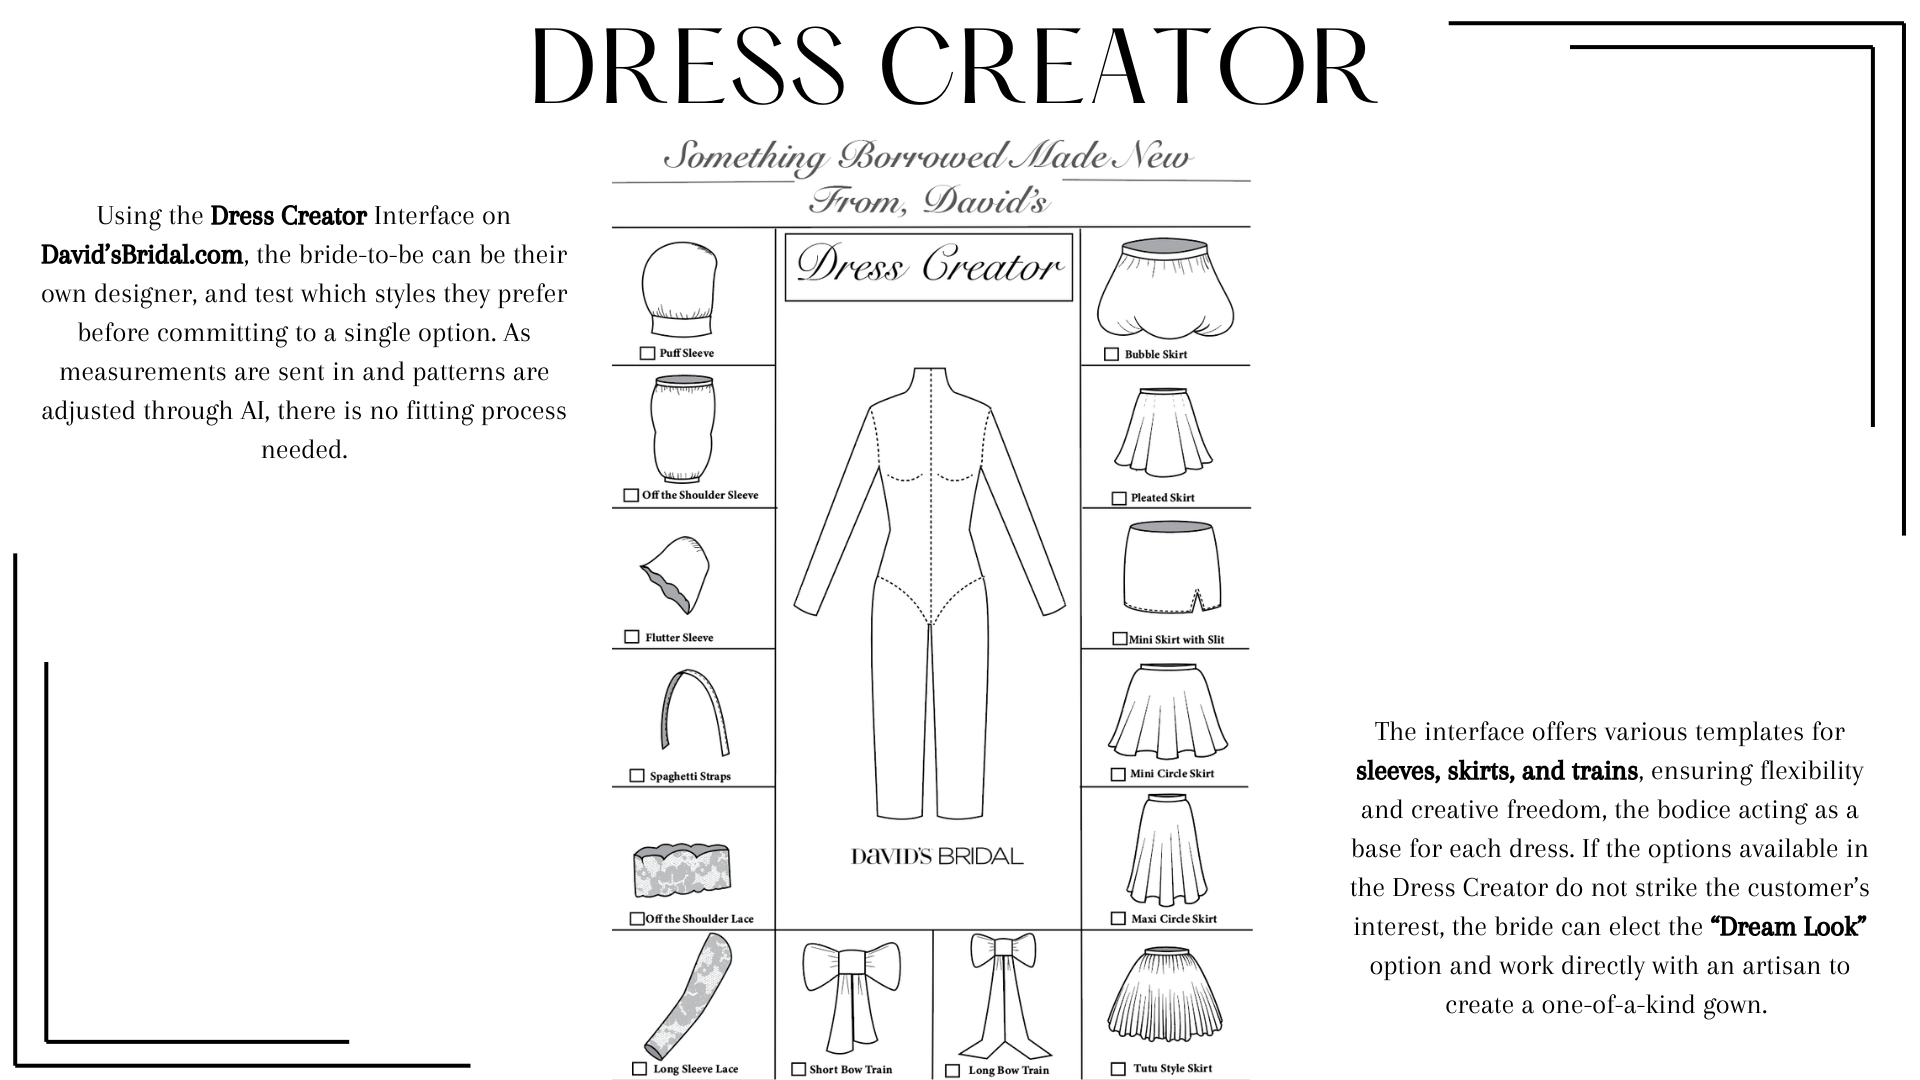 DRESS CREATOR
Something Borrowed Made New
From, David's
Using the Dress Creator Interface on
David’sBridal.com, the bride-to-be can be their
own designer, and test which styles they prefer
before committing to a single option. As
measurements are sent in and patterns are
adjusted through AI, there is no fitting process
needed.
Dress Creator
Puff Sleeve
Bubble Skirt
Off the Shoulder Sleeve
Pleated Skirt
Flutter Sleeve
Mini Skirt with Slit
Spaghetti Straps
Mini Circle Skirt
DAVID'S BRIDAL
Off the Shoulder Lace
Maxi Circle Skirt
Long Sleeve Lace
Short Bow Train
Long Bow Train
Tutu Style Skirt
The interface offers various templates for
sleeves, skirts, and trains, ensuring flexibility
and creative freedom, the bodice acting as a
base for each dress. If the options available in
the Dress Creator do not strike the customer’s
interest, the bride can elect the “Dream Look”
option and work directly with an artisan to
create a one-of-a-kind gown.